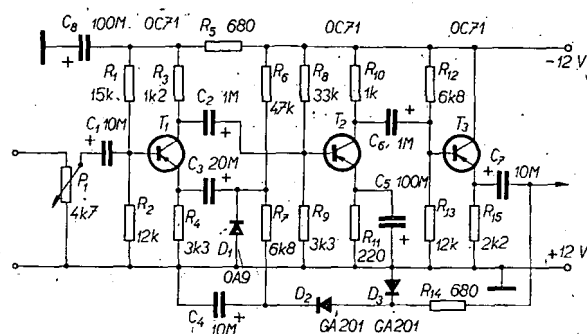 C8 100M
OC71
R5 680
OC71
OC71
−12 V
R1 15k
R3 1k2
C2 1M
R6 47k
R8 33k
R10 1k
R12 6k8
C1 10M
T1
T2
C6 1M
T3
C3 20M
C5 100M
C7 10M
P1 4k7
R2 12k
R4 3k3
D1 OA9
R7 6k8
R9 3k3
R11 220
R13 12k
R15 2k2
+12 V
C4 10M
D2 GA201
D3 GA201
R14 680